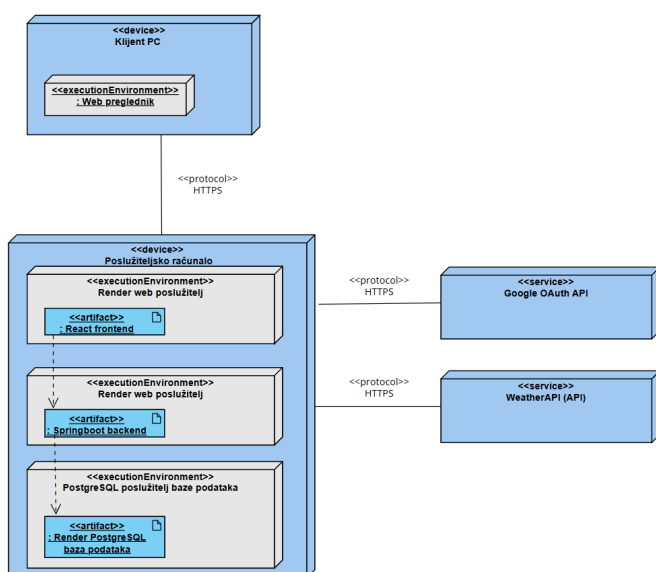 <<device>>
Klijent PC
<<executionEnvironment>>
: Web preglednik
<<protocol>>
HTTPS
<<device>>
Poslužiteljsko računalo
<<executionEnvironment>>
Render web poslužitelj
<<artifact>>
: React frontend
<<executionEnvironment>>
Render web poslužitelj
<<artifact>>
: Springboot backend
<<executionEnvironment>>
PostgreSQL poslužitelj baze podataka
<<artifact>>
: Render PostgreSQL
baza podataka
<<protocol>>
HTTPS
<<service>>
Google OAuth API
<<protocol>>
HTTPS
<<service>>
WeatherAPI (API)